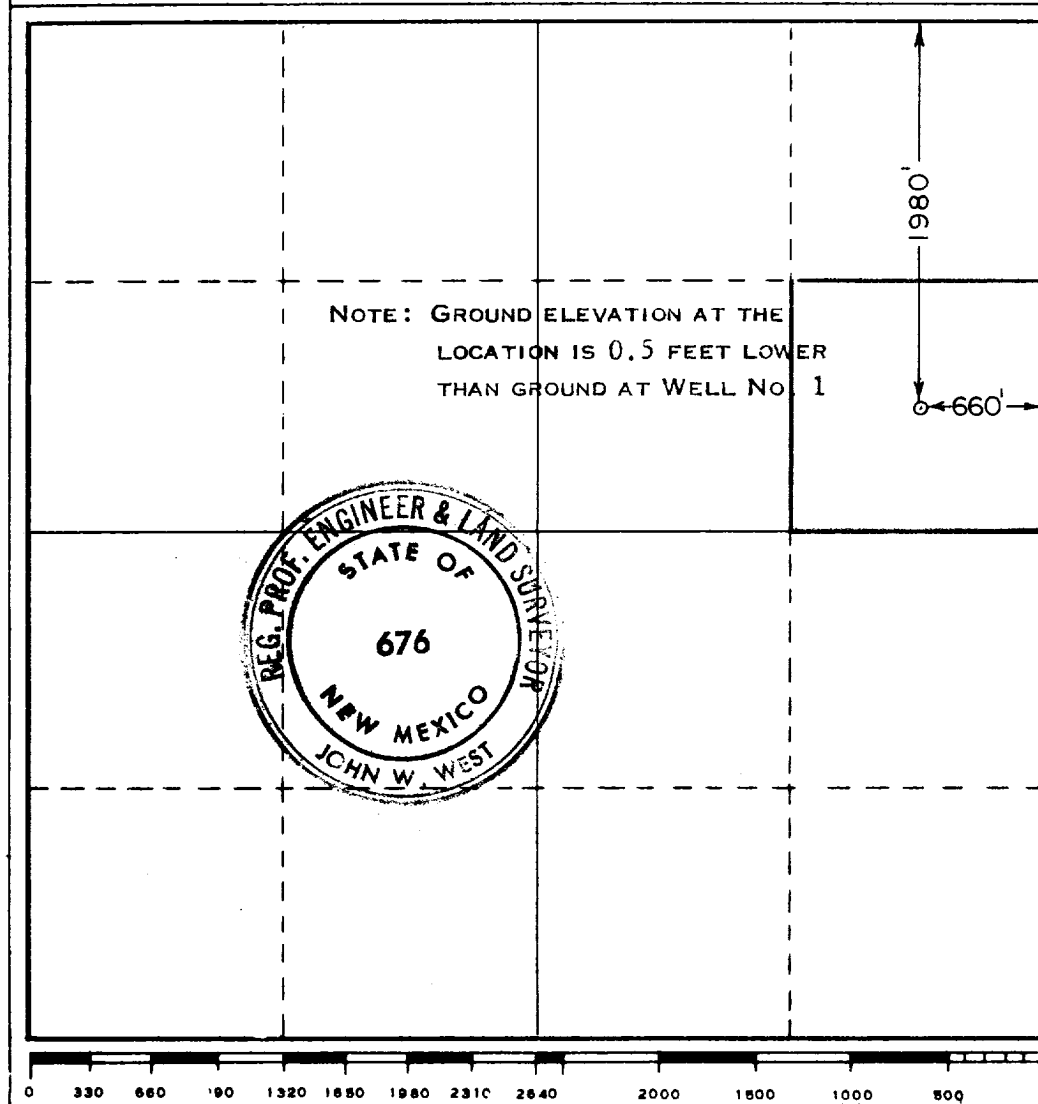 1980'
NOTE: GROUND ELEVATION AT THE
LOCATION IS 0.5 FEET LOWER
THAN GROUND AT WELL NO. 1
660'
REG. PROF. ENGINEER & LAND SURVEYOR
STATE OF
676
NEW MEXICO
JOHN W. WEST
0 330 660 '90 1320 1650 1980 2310 2640 2000 1500 1000 500